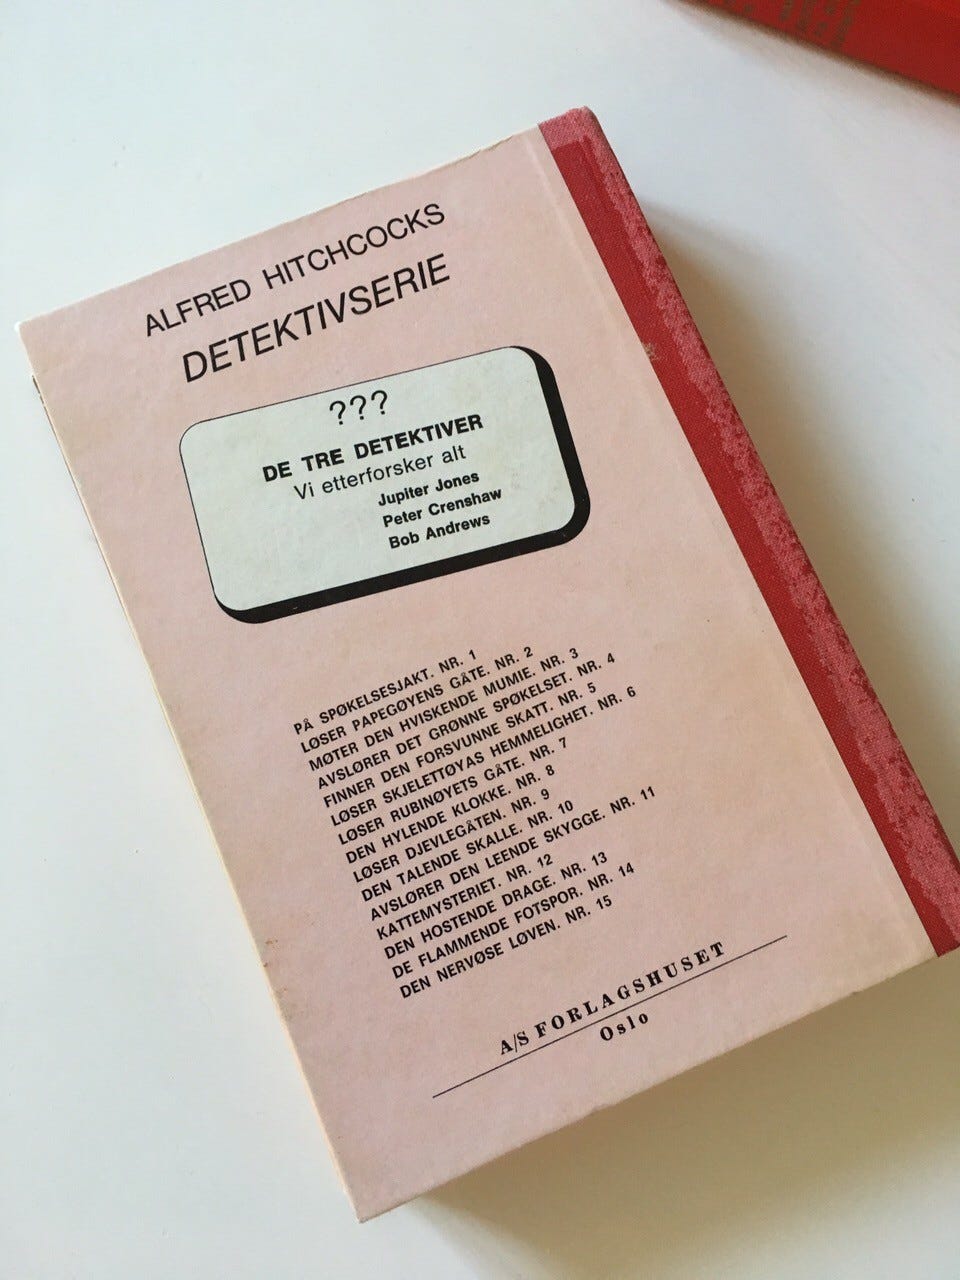 ALFRED HITCHCOCKS
DETEKTIVSERIE
???
DE TRE DETEKTIVER
Vi etterforsker alt
Jupiter Jones
Peter Crenshaw
Bob Andrews
PÅ SPØKELSESJAKT. NR. 1
LØSER PAPEGØYENS GÅTE. NR. 2
MØTER DEN HVISKENDE MUMIE. NR. 3
AVSLØRER DET GRØNNE SPØKELSET. NR. 4
FINNER DEN FORSVUNNE SKATT. NR. 5
LØSER SKJELETTØYAS HEMMELIGHET. NR. 6
LØSER RUBINØYETS GÅTE. NR. 7
DEN HYLENDE KLOKKE. NR. 8
LØSER DJEVLEGÅTEN. NR. 9
DEN TALENDE SKALLE. NR. 10
AVSLØRER DEN LEENDE SKYGGE. NR. 11
KATTEMYSTERIET. NR. 12
DEN HOSTENDE DRAGE. NR. 13
DE FLAMMENDE FOTSPOR. NR. 14
DEN NERVØSE LØVEN. NR. 15
A/S FORLAGSHUSET
Oslo